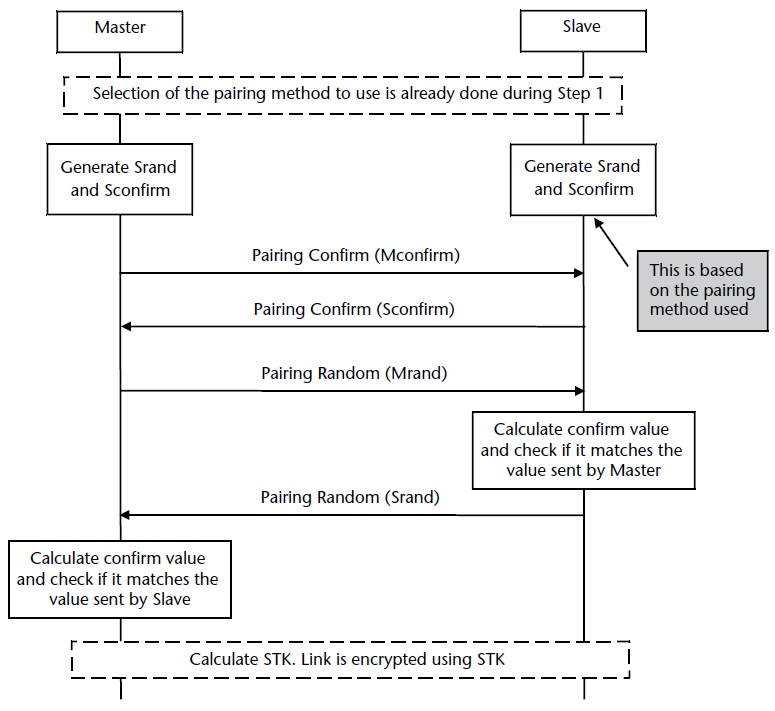 Master
Slave
Selection of the pairing method to use is already done during Step 1
Generate Srand
and Sconfirm
Generate Srand
and Sconfirm
Pairing Confirm (Mconfirm)
This is based
on the pairing
method used
Pairing Confirm (Sconfirm)
Pairing Random (Mrand)
Calculate confirm value
and check if it matches the
value sent by Master
Pairing Random (Srand)
Calculate confirm value
and check if it matches the
value sent by Slave
Calculate STK. Link is encrypted using STK